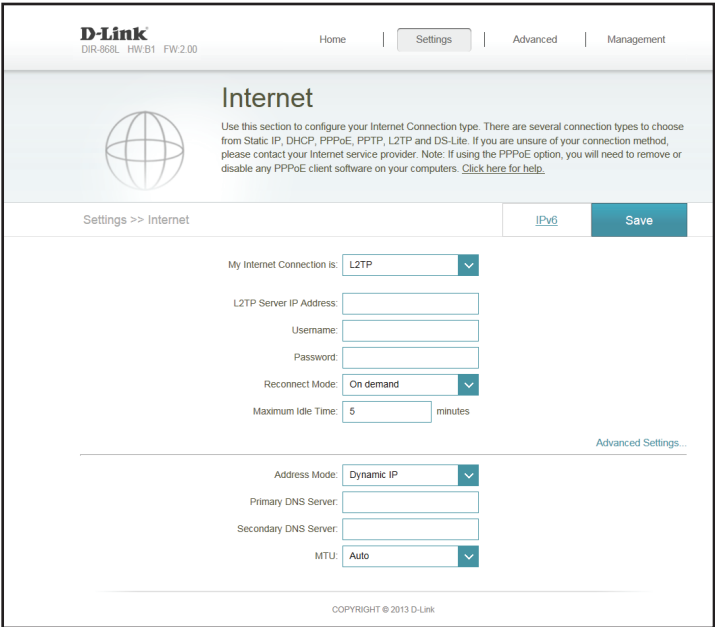 D-Link
DIR-868L HW:B1 FW:2.00
Home
Settings
Advanced
Management
Internet
Use this section to configure your Internet Connection type. There are several connection types to choose
from Static IP, DHCP, PPPoE, PPTP, L2TP and DS-Lite. If you are unsure of your connection method,
please contact your Internet service provider. Note: If using the PPPoE option, you will need to remove or
disable any PPPoE client software on your computers. Click here for help.
Settings >> Internet
IPv6
Save
My Internet Connection is: L2TP
L2TP Server IP Address:
Username:
Password:
Reconnect Mode: On demand
Maximum Idle Time: 5 minutes
Advanced Settings...
Address Mode: Dynamic IP
Primary DNS Server:
Secondary DNS Server:
MTU: Auto
COPYRIGHT © 2013 D-Link